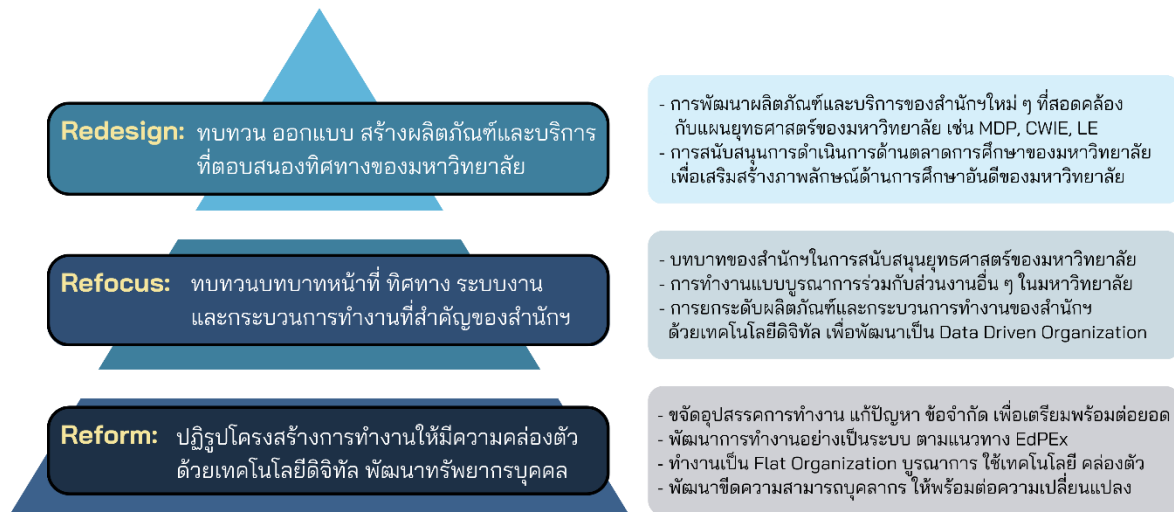 Redesign: ทบทวน ออกแบบ สร้างผลิตภัณฑ์และบริการ
ที่ตอบสนองทิศทางของมหาวิทยาลัย
- การพัฒนาผลิตภัณฑ์และบริการของสำนักฯใหม่ ๆ ที่สอดคล้อง
กับแผนยุทธศาสตร์ของมหาวิทยาลัย เช่น MDP, CWIE, LE
- การสนับสนุนการดำเนินการด้านตลาดการศึกษาของมหาวิทยาลัย
เพื่อเสริมสร้างภาพลักษณ์ด้านการศึกษาอันดีของมหาวิทยาลัย
Refocus: ทบทวนบทบาทหน้าที่ ทิศทาง ระบบงาน
และกระบวนการทำงานที่สำคัญของสำนักฯ
- บทบาทของสำนักฯในการสนับสนุนยุทธศาสตร์ของมหาวิทยาลัย
- การทำงานแบบบูรณาการร่วมกับส่วนงานอื่น ๆ ในมหาวิทยาลัย
- การยกระดับผลิตภัณฑ์และกระบวนการทำงานของสำนักฯ
ด้วยเทคโนโลยีดิจิทัล เพื่อพัฒนาเป็น Data Driven Organization
Reform: ปฏิรูปโครงสร้างการทำงานให้มีความคล่องตัว
ด้วยเทคโนโลยีดิจิทัล พัฒนาทรัพยากรบุคคล
- ขจัดอุปสรรคการทำงาน แก้ปัญหา ข้อจำกัด เพื่อเตรียมพร้อมต่อยอด
- พัฒนาการทำงานอย่างเป็นระบบ ตามแนวทาง EdPEx
- ทำงานเป็น Flat Organization บูรณาการ ใช้เทคโนโลยี คล่องตัว
- พัฒนาขีดความสามารถบุคลากร ให้พร้อมต่อความเปลี่ยนแปลง